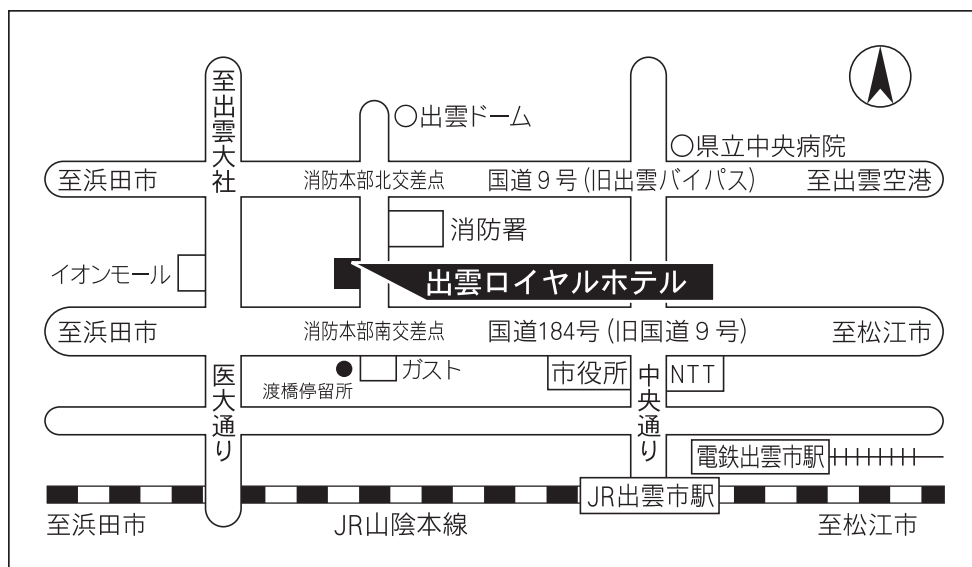 至出雲大社
出雲ドーム
県立中央病院
至浜田市
消防本部北交差点
国道9号(旧出雲バイパス)
至出雲空港
消防署
イオンモール
出雲ロイヤルホテル
至浜田市
消防本部南交差点
国道184号(旧国道9号)
至松江市
渡橋停留所
ガスト
市役所
NTT
医大通り
中央通り
電鉄出雲市駅
JR出雲市駅
至浜田市
JR山陰本線
至松江市